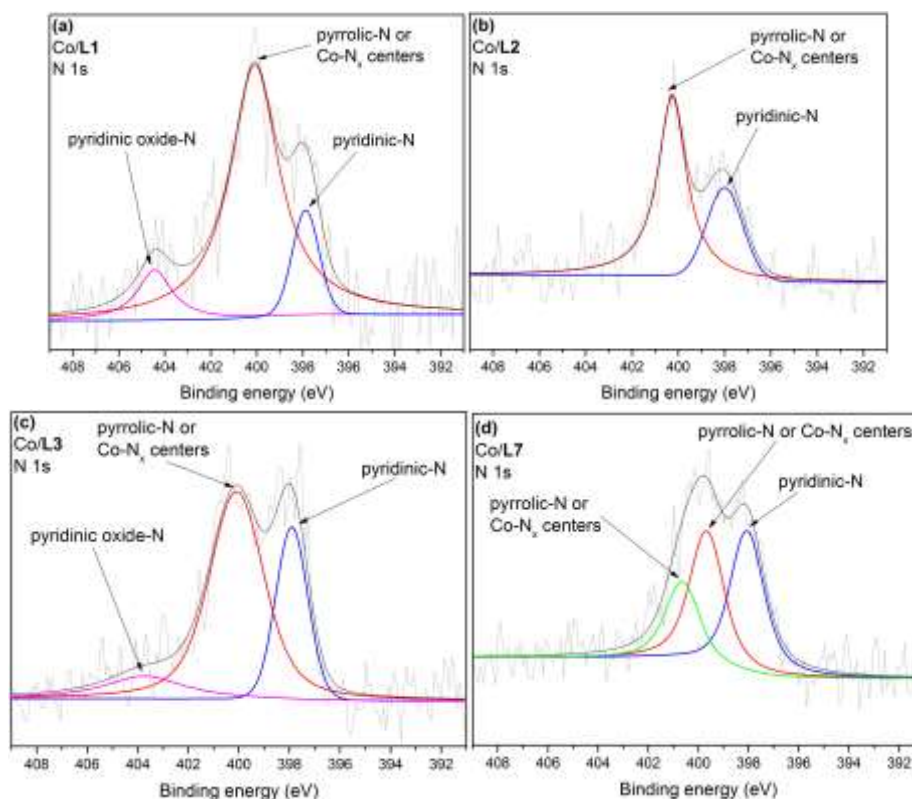 (a)
Co/L1
N 1s
pyrrolic-N or
Co-Nx centers
pyridinic oxide-N
pyridinic-N
408 406 404 402 400 398 396 394 392
Binding energy (eV)
(b)
Co/L2
N 1s
pyrrolic-N or
Co-Nx centers
pyridinic-N
408 406 404 402 400 398 396 394 392
Binding energy (eV)
(c)
Co/L3
N 1s
pyrrolic-N or
Co-Nx centers
pyridinic-N
pyridinic oxide-N
408 406 404 402 400 398 396 394 392
Binding energy (eV)
(d)
Co/L7
N 1s
pyrrolic-N or Co-Nx centers
pyrrolic-N or
Co-Nx centers
pyridinic-N
408 406 404 402 400 398 396 394 392
Binding energy (eV)